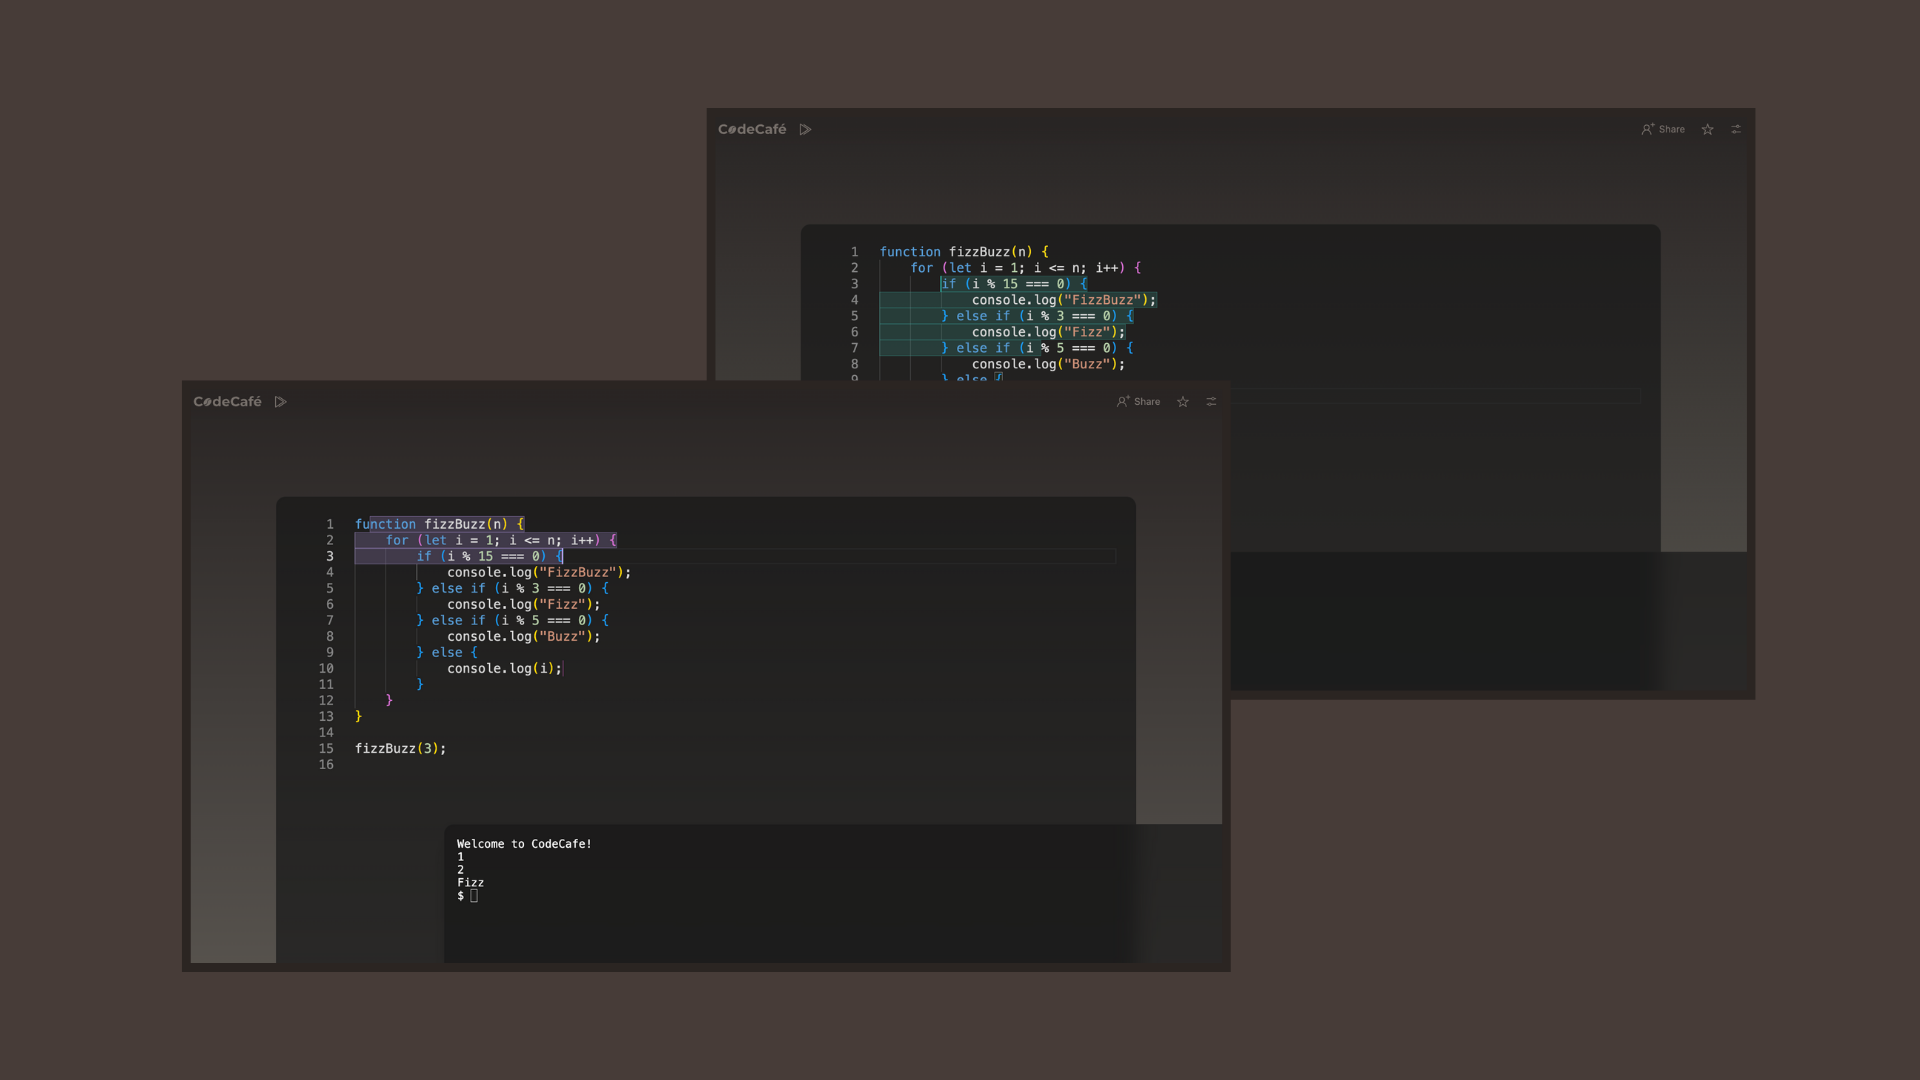 CodeCafé
Share
1 function fizzBuzz(n) {
2     for (let i = 1; i <= n; i++) {
3         if (i % 15 === 0) {
4             console.log("FizzBuzz");
5         } else if (i % 3 === 0) {
6             console.log("Fizz");
7         } else if (i % 5 === 0) {
8             console.log("Buzz");
9         } else {
CodeCafé
Share
1 function fizzBuzz(n) {
2     for (let i = 1; i <= n; i++) {
3         if (i % 15 === 0) {
4             console.log("FizzBuzz");
5         } else if (i % 3 === 0) {
6             console.log("Fizz");
7         } else if (i % 5 === 0) {
8             console.log("Buzz");
9         } else {
10             console.log(i);
11         }
12     }
13 }
14
15 fizzBuzz(3);
16
Welcome to CodeCafe!
1
2
Fizz
$